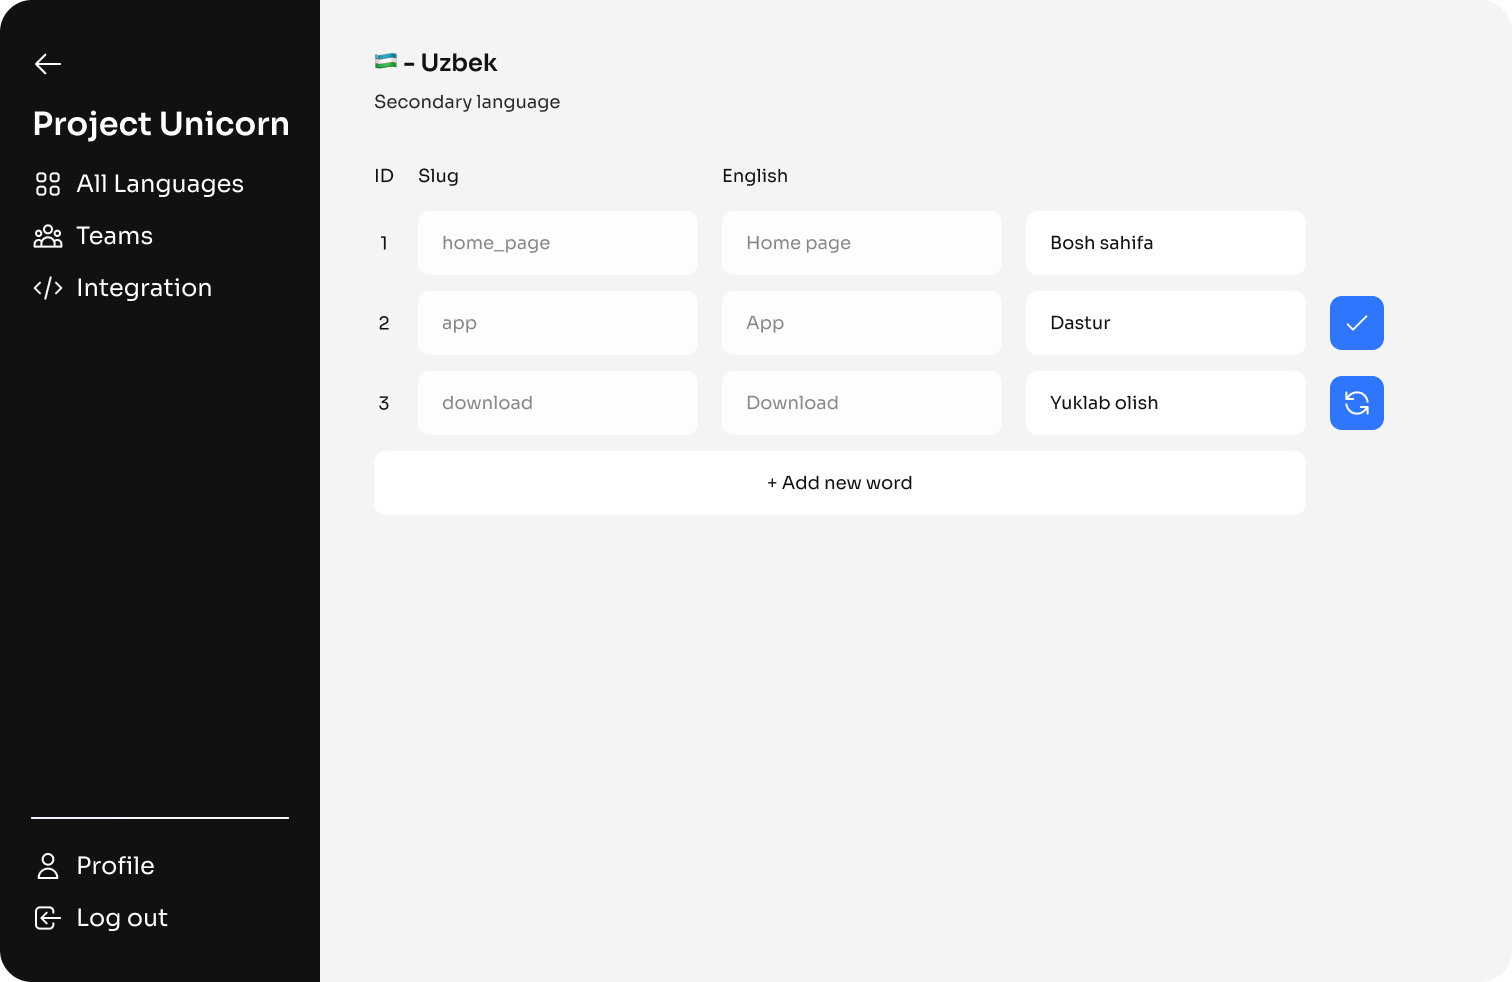 Project Unicorn
All Languages
Teams
Integration
Profile
Log out
🇺🇿 - Uzbek
Secondary language
ID Slug English
1 home_page Home page Bosh sahifa
2 app App Dastur
3 download Download Yuklab olish
+ Add new word